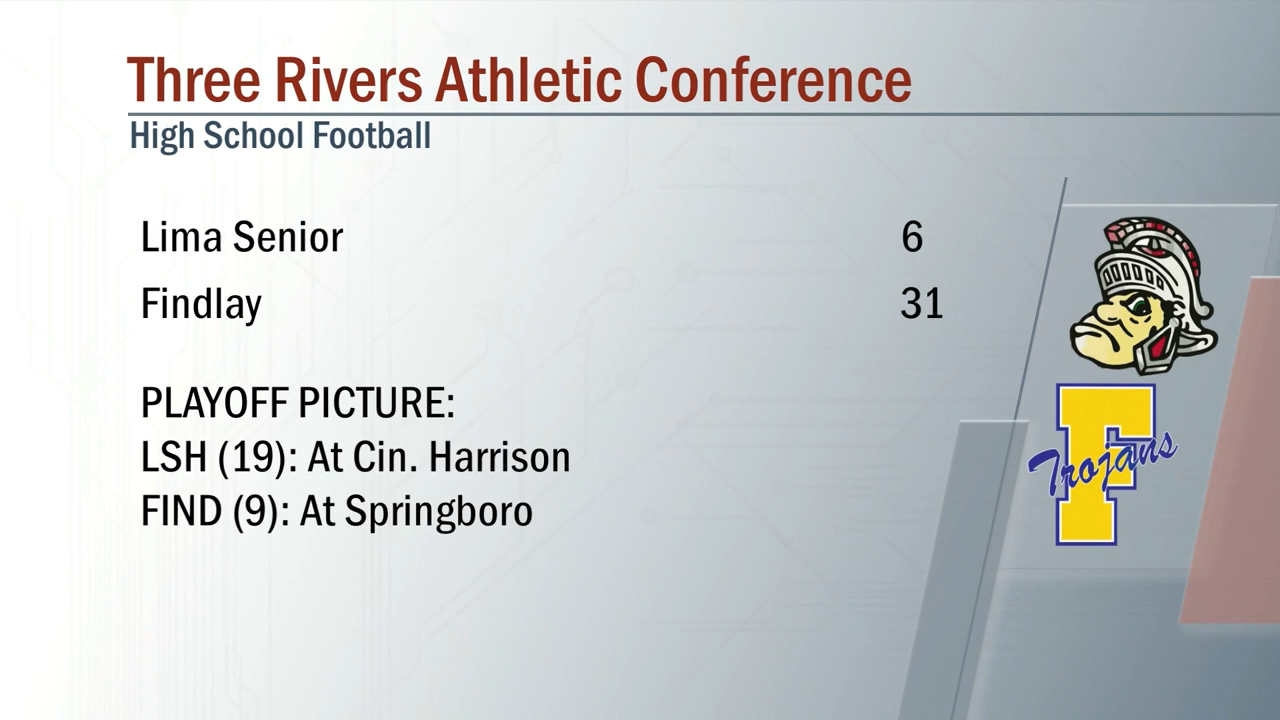 Three Rivers Athletic Conference
High School Football
Lima Senior 6
Findlay 31
PLAYOFF PICTURE:
LSH (19): At Cin. Harrison
FIND (9): At Springboro
F
Trojans